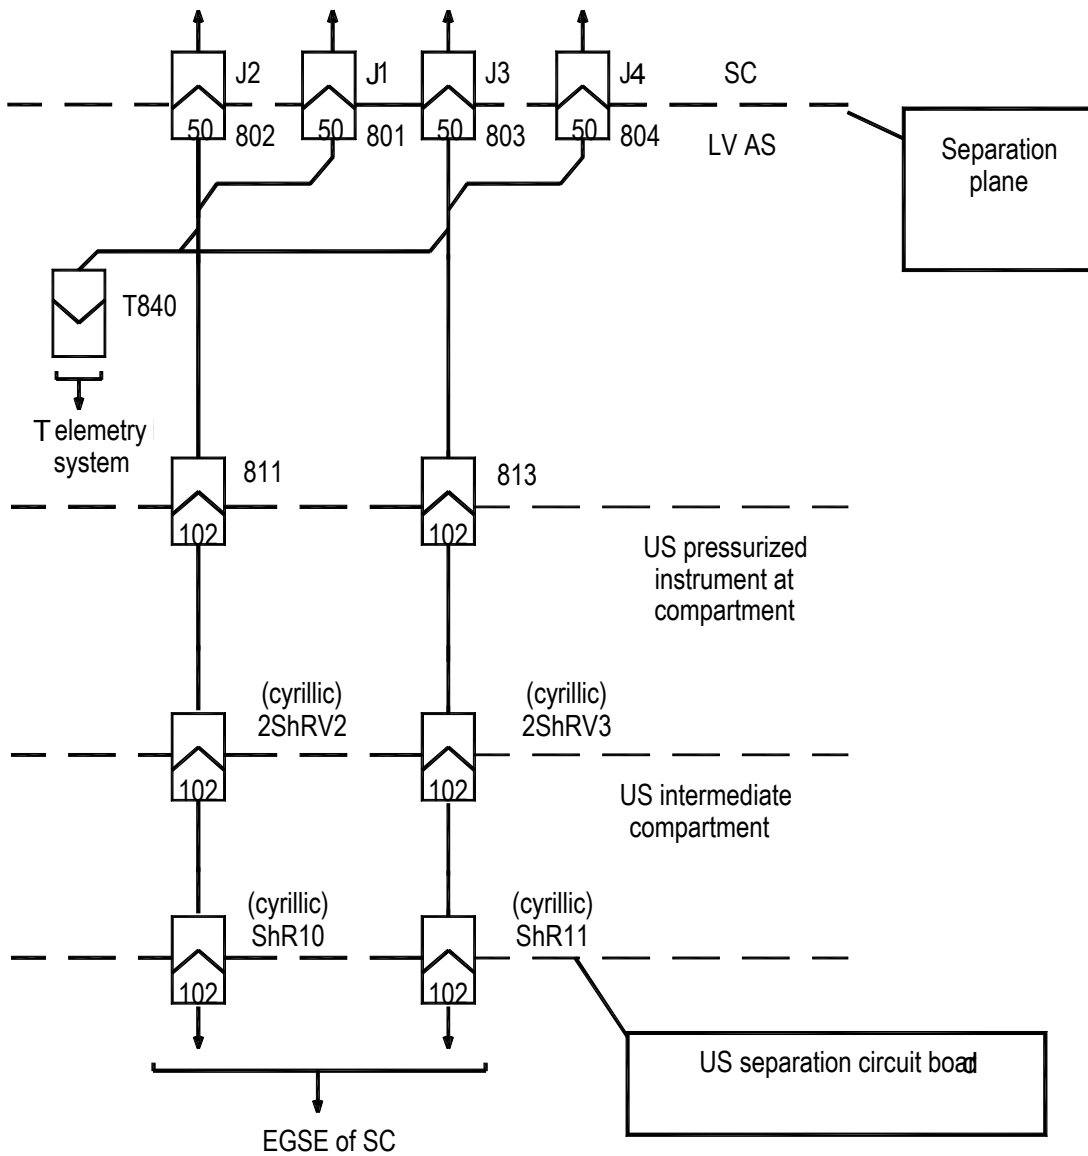 J2 J1 J3 J4 SC
50 802 50 801 50 803 50 804 LV AS
Separation
plane
T840
Telemetry
system
811 813
102 102
US pressurized
instrument at
compartment
(cyrillic) (cyrillic)
2ShRV2 2ShRV3
102 102
US intermediate
compartment
(cyrillic) (cyrillic)
ShR10 ShR11
102 102
US separation circuit board
EGSE of SC